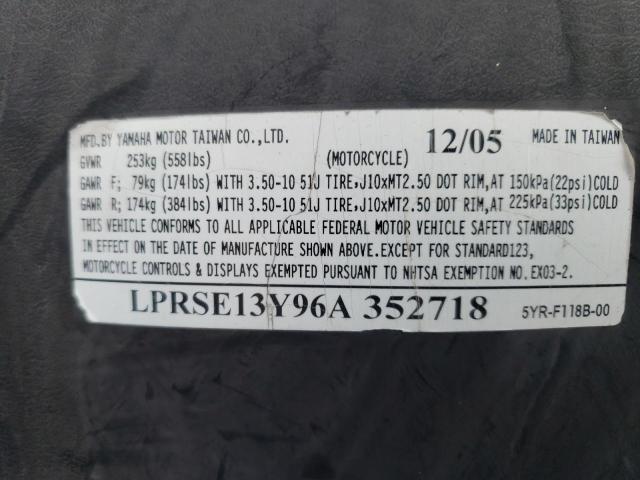 MFD.BY YAMAHA MOTOR TAIWAN CO.,LTD. 12/05 MADE IN TAIWAN
GVWR 253kg (558lbs) (MOTORCYCLE)
GAWR F; 79kg (174lbs) WITH 3.50-10 51J TIRE,J10xMT2.50 DOT RIM,AT 150kPa(22psi)COLD
GAWR R; 174kg (384lbs) WITH 3.50-10 51J TIRE,J10xMT2.50 DOT RIM,AT 225kPa(33psi)COLD
THIS VEHICLE CONFORMS TO ALL APPLICABLE FEDERAL MOTOR VEHICLE SAFETY STANDARDS
IN EFFECT ON THE DATE OF MANUFACTURE SHOWN ABOVE.EXCEPT FOR STANDARD123,
MOTORCYCLE CONTROLS & DISPLAYS EXEMPTED PURSUANT TO NHTSA EXEMPTION NO.EX03-2.
LPRSE13Y96A 352718 5YR-F118B-00